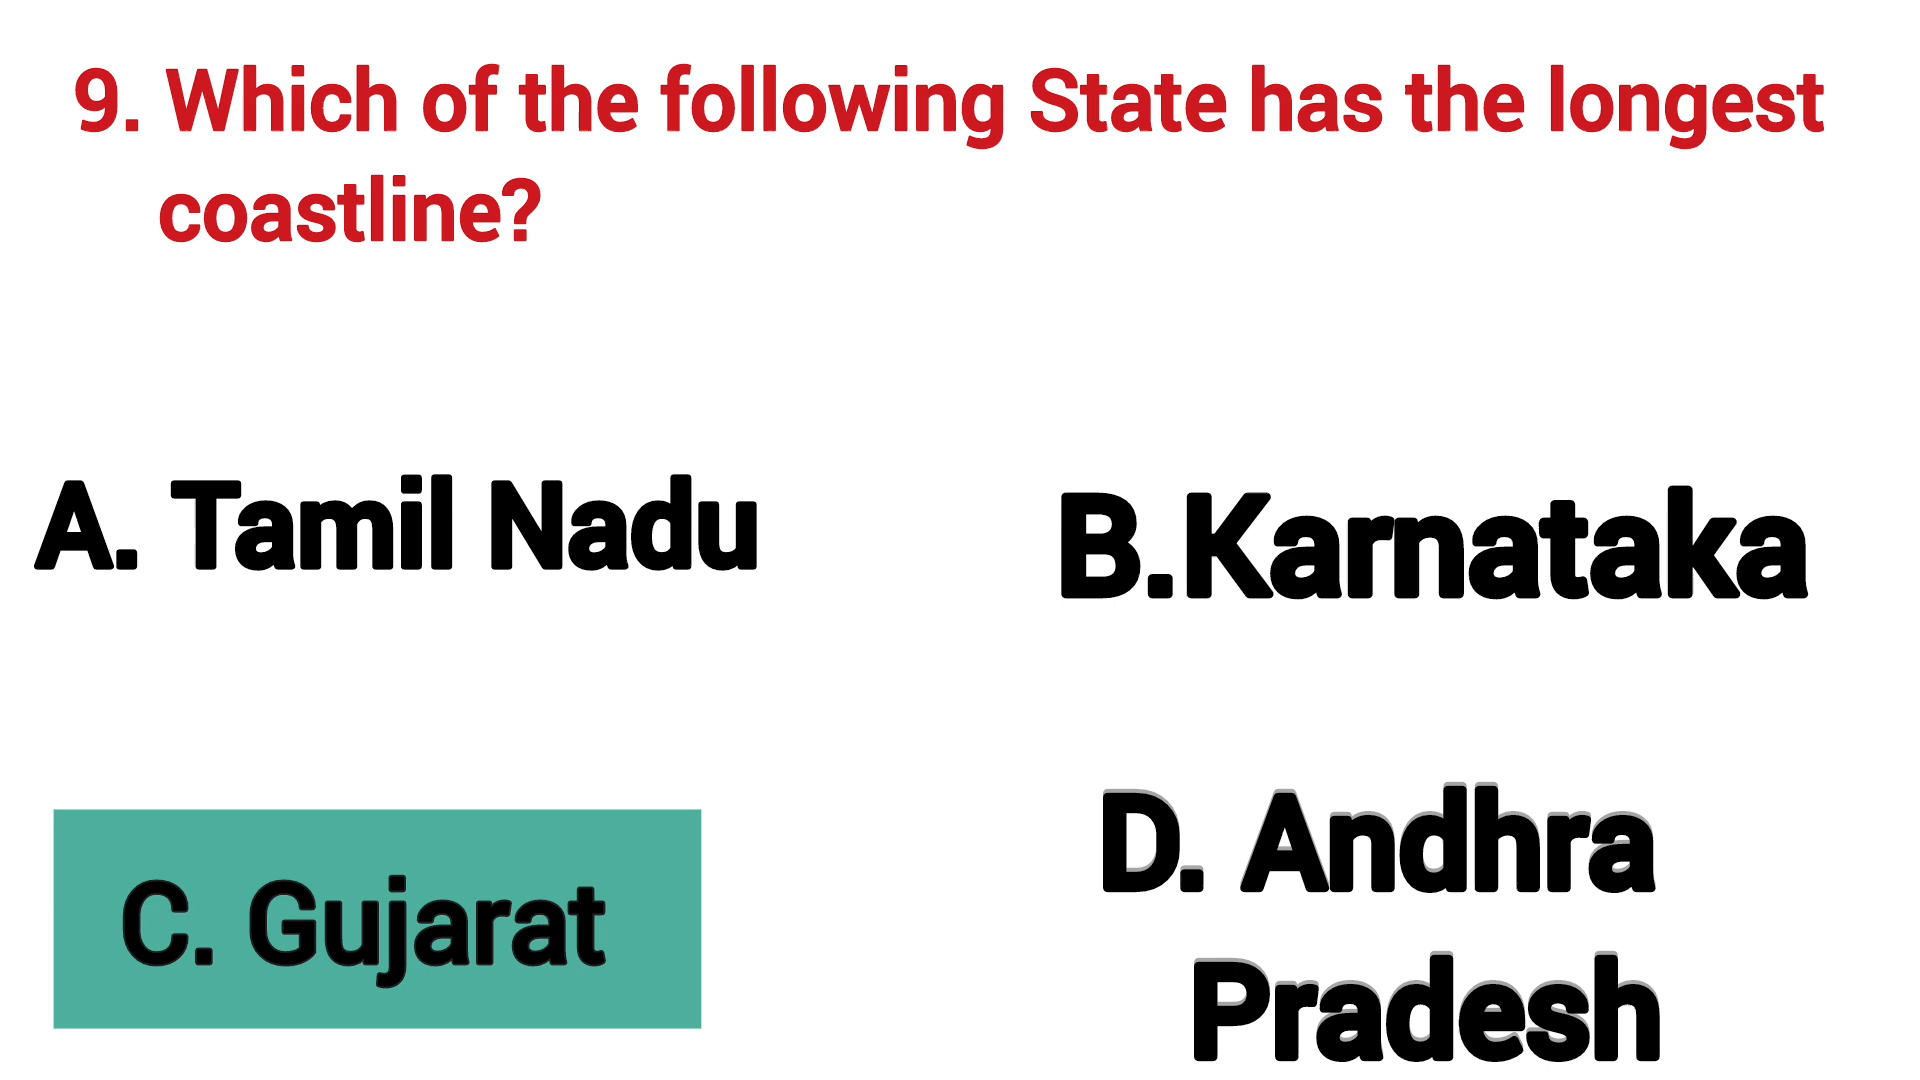 9. Which of the following State has the longest
coastline?
A. Tamil Nadu
B.Karnataka
C. Gujarat
D. Andhra
Pradesh